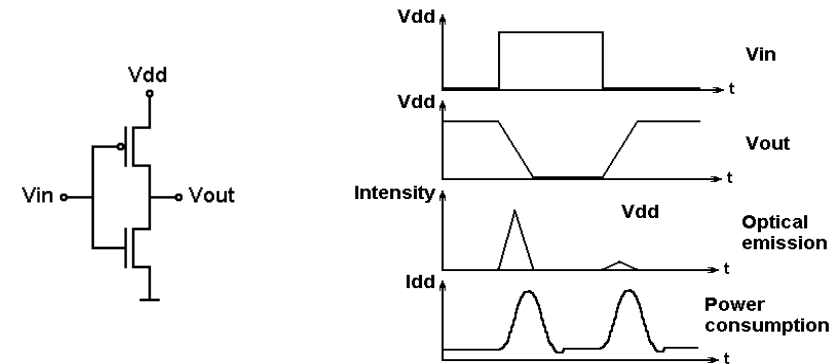 Vdd
Vin
Vout
Vdd
Vin
t
Vdd
Vout
t
Intensity
Vdd
Optical
emission
t
Idd
Power
consumption
t